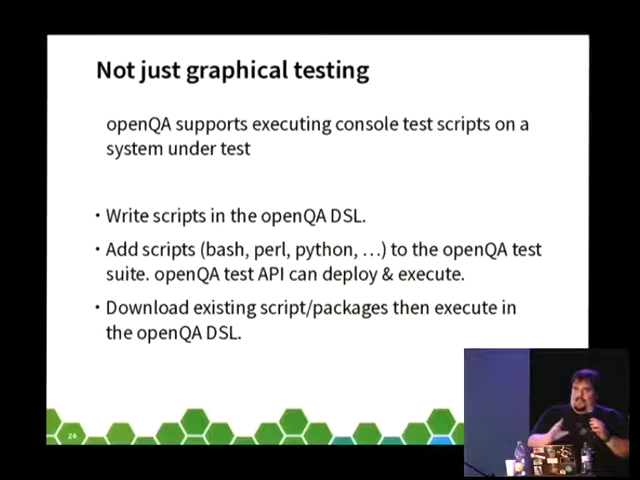 Not just graphical testing
openQA supports executing console test scripts on a
system under test
· Write scripts in the openQA DSL.
· Add scripts (bash, perl, python, …) to the openQA test
suite. openQA test API can deploy & execute.
· Download existing script/packages then execute in
the openQA DSL.
24